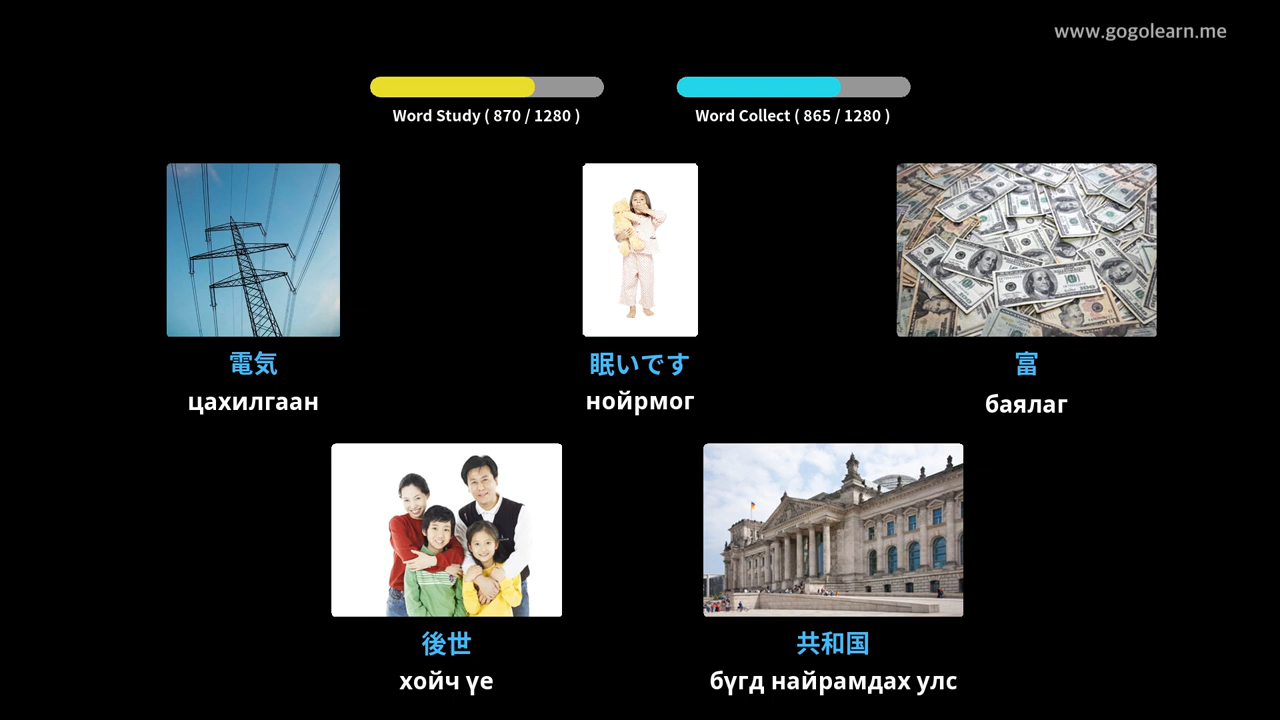 www.gogolearn.me
Word Study ( 870 / 1280 )
Word Collect ( 865 / 1280 )
電気
цахилгаан
眠いです
нойрмог
富
баялаг
後世
хойч үе
共和国
бүгд найрамдах улс